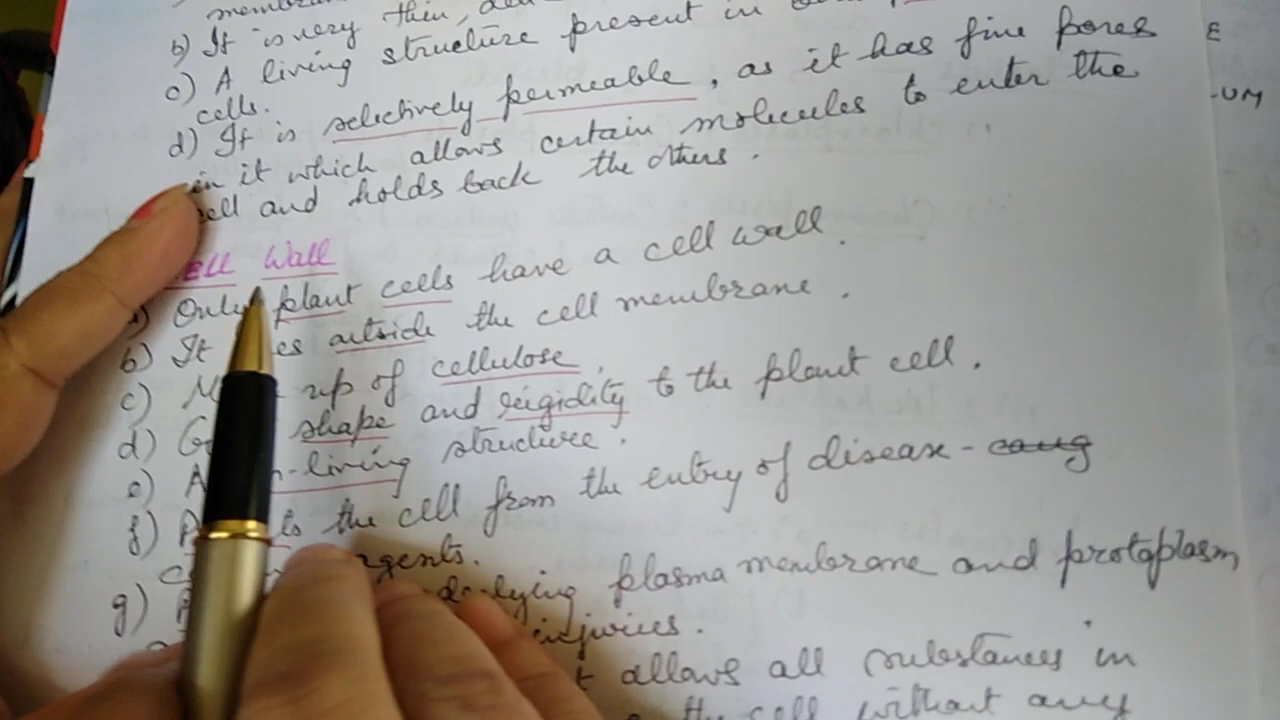 b) It is very thin,
c) A living structure present in
cells.
d) It is selectively permeable, as it has fine pores
in it which allows certain molecules to enter the
cell and holds back the others.
Cell Wall
a) Only plant cells have a cell wall.
b) It outside the cell membrane.
c) up of cellulose.
d) shape and rigidity to the plant cell.
e) living structure.
f) the cell from the entry of disease - caug
agents.
g) plasma membrane and protoplasm
injuries.
allows all substances in
the cell without any
E
-UM